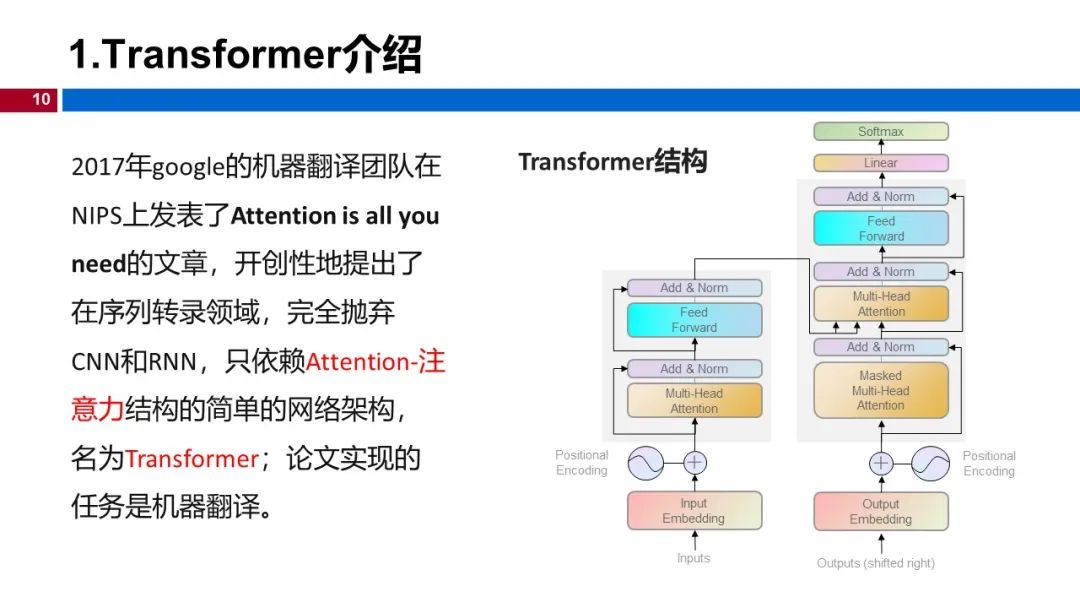 1.Transformer介绍
10
2017年google的机器翻译团队在
NIPS上发表了Attention is all you
need的文章，开创性地提出了
在序列转录领域，完全抛弃
CNN和RNN，只依赖Attention-注
意力结构的简单的网络架构，
名为Transformer；论文实现的
任务是机器翻译。
Transformer结构
Softmax
Linear
Add & Norm
Feed
Forward
Add & Norm
Multi-Head
Attention
Add & Norm
Masked
Multi-Head
Attention
Positional
Encoding
Output
Embedding
Outputs (shifted right)
Add & Norm
Feed
Forward
Add & Norm
Multi-Head
Attention
Positional
Encoding
Input
Embedding
Inputs